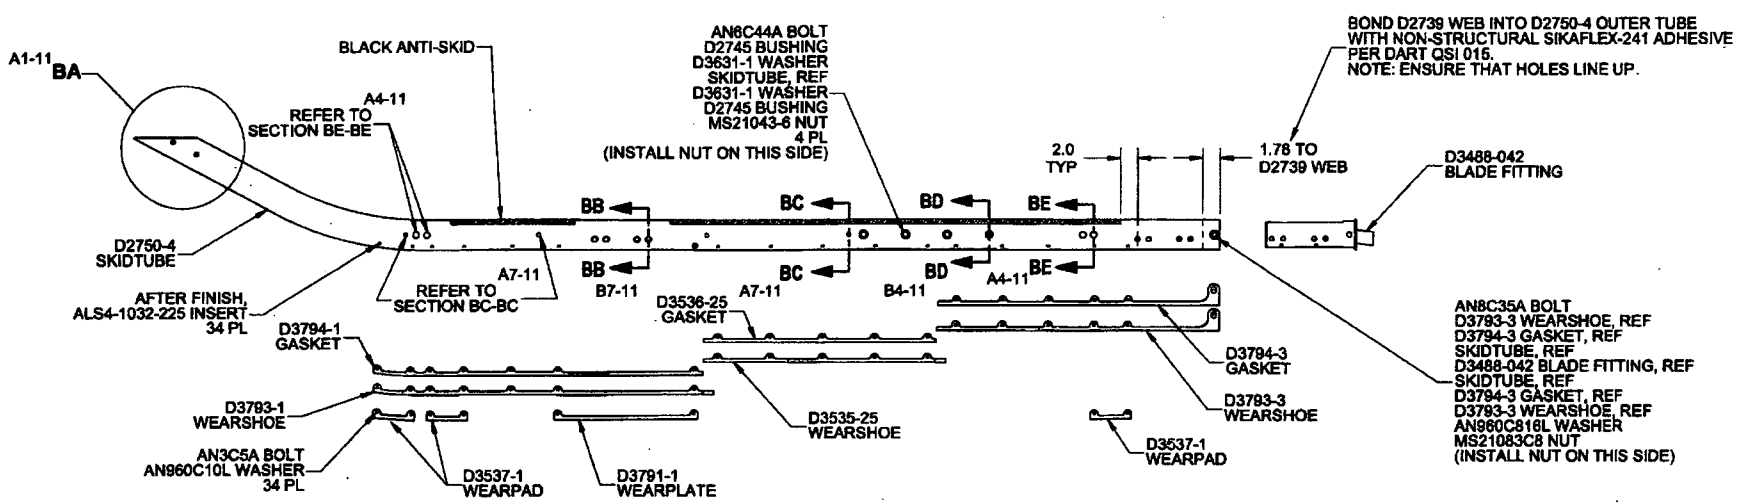 A1-11
BA
BLACK ANTI-SKID
A4-11
REFER TO
SECTION BE-BE
AN6C44A BOLT
D2745 BUSHING
D3631-1 WASHER
SKIDTUBE, REF
D3631-1 WASHER
D2745 BUSHING
MS21043-6 NUT
4 PL
(INSTALL NUT ON THIS SIDE)
BOND D2739 WEB INTO D2750-4 OUTER TUBE
WITH NON-STRUCTURAL SIKAFLEX-241 ADHESIVE
PER DART QSI 015.
NOTE: ENSURE THAT HOLES LINE UP.
2.0
TYP
1.78 TO
D2739 WEB
D3488-042
BLADE FITTING
BB
BC
BD
BE
D2750-4
SKIDTUBE
BB
BC
BD
BE
A7-11
REFER TO
SECTION BC-BC
B7-11
A7-11
B4-11
A4-11
AFTER FINISH,
ALS4-1032-225 INSERT
34 PL
D3536-25
GASKET
D3794-1
GASKET
D3794-3
GASKET
D3793-1
WEARSHOE
D3535-25
WEARSHOE
D3793-3
WEARSHOE
AN3C5A BOLT
AN960C10L WASHER
34 PL
D3537-1
WEARPAD
D3791-1
WEARPLATE
D3537-1
WEARPAD
AN8C35A BOLT
D3793-3 WEARSHOE, REF
D3794-3 GASKET, REF
SKIDTUBE, REF
D3488-042 BLADE FITTING, REF
SKIDTUBE, REF
D3794-3 GASKET, REF
D3793-3 WEARSHOE, REF
AN960C816L WASHER
MS21083C8 NUT
(INSTALL NUT ON THIS SIDE)